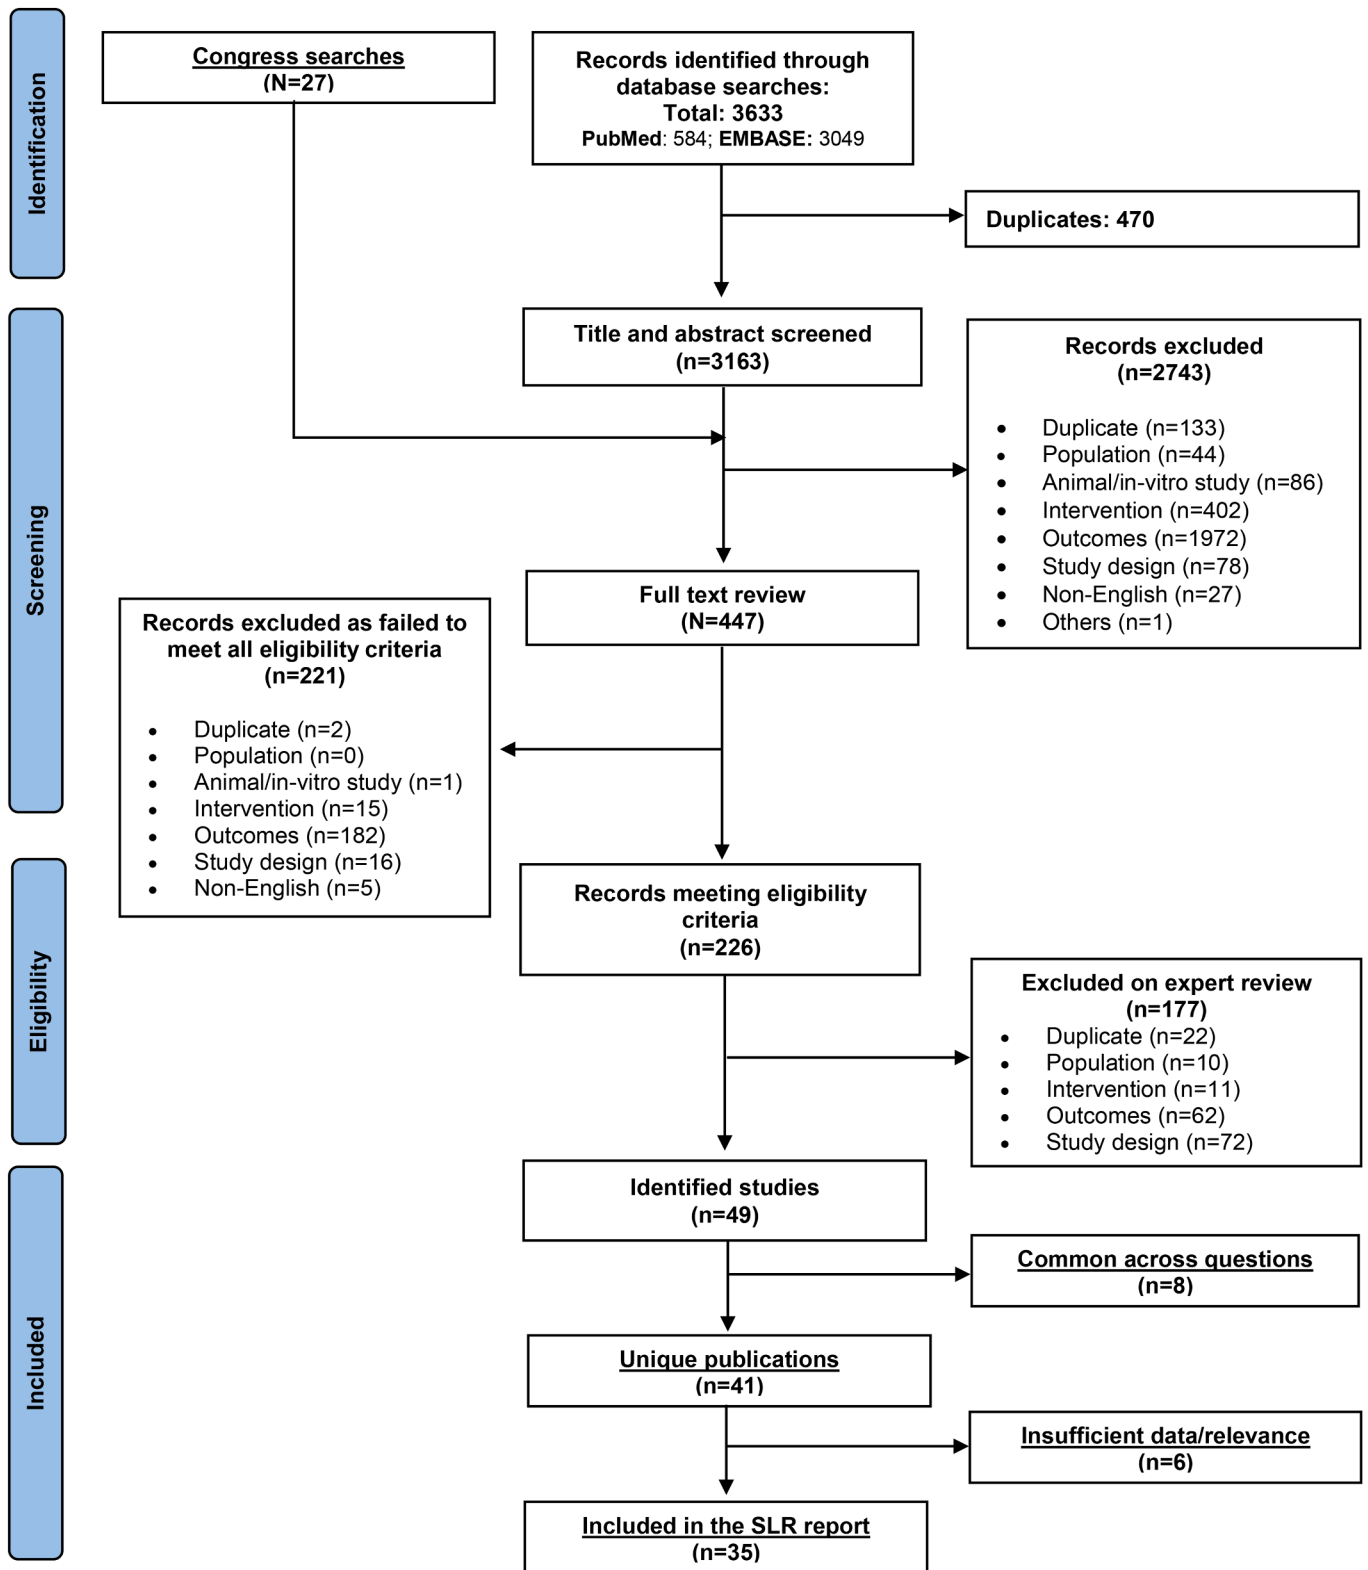 Identification
Congress searches
(N=27)
Records identified through
database searches:
Total: 3633
PubMed: 584; EMBASE: 3049
Duplicates: 470
Screening
Title and abstract screened
(n=3163)
Records excluded
(n=2743)
• Duplicate (n=133)
• Population (n=44)
• Animal/in-vitro study (n=86)
• Intervention (n=402)
• Outcomes (n=1972)
• Study design (n=78)
• Non-English (n=27)
• Others (n=1)
Full text review
(N=447)
Records excluded as failed to
meet all eligibility criteria
(n=221)
• Duplicate (n=2)
• Population (n=0)
• Animal/in-vitro study (n=1)
• Intervention (n=15)
• Outcomes (n=182)
• Study design (n=16)
• Non-English (n=5)
Eligibility
Records meeting eligibility
criteria
(n=226)
Excluded on expert review
(n=177)
• Duplicate (n=22)
• Population (n=10)
• Intervention (n=11)
• Outcomes (n=62)
• Study design (n=72)
Included
Identified studies
(n=49)
Common across questions
(n=8)
Unique publications
(n=41)
Insufficient data/relevance
(n=6)
Included in the SLR report
(n=35)